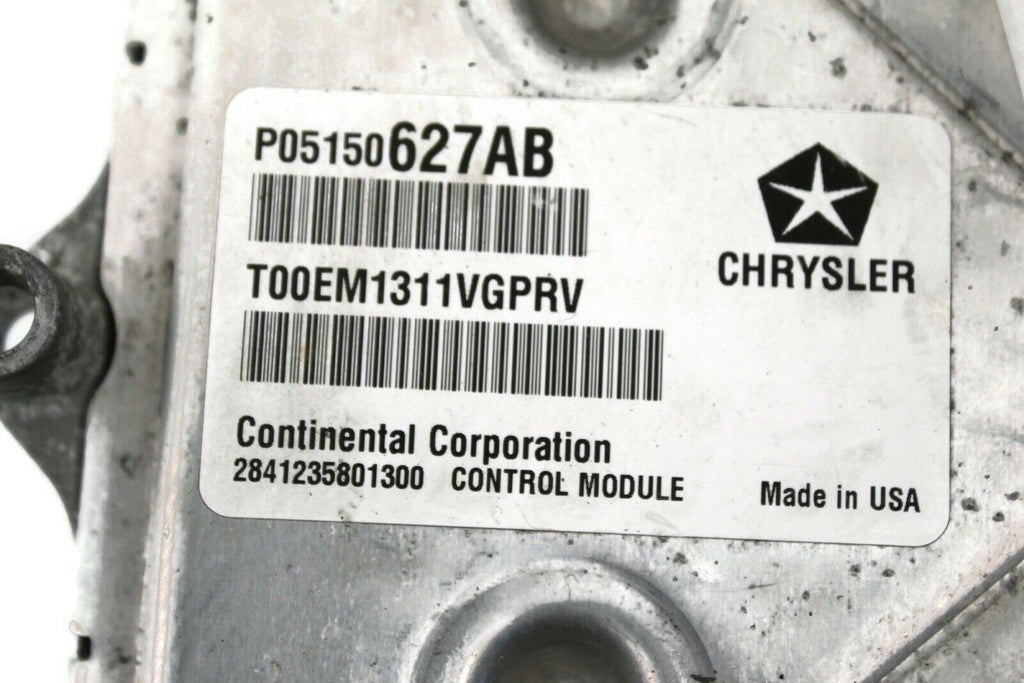 P05150627AB
CHRYSLER
T00EM1311VGPRV
Continental Corporation
2841235801300 CONTROL MODULE
Made in USA